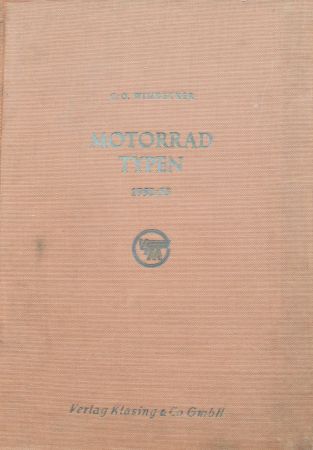 C. O. WINDECKER
MOTORRAD
TYPEN
Verlag Klasing & Co GmbH